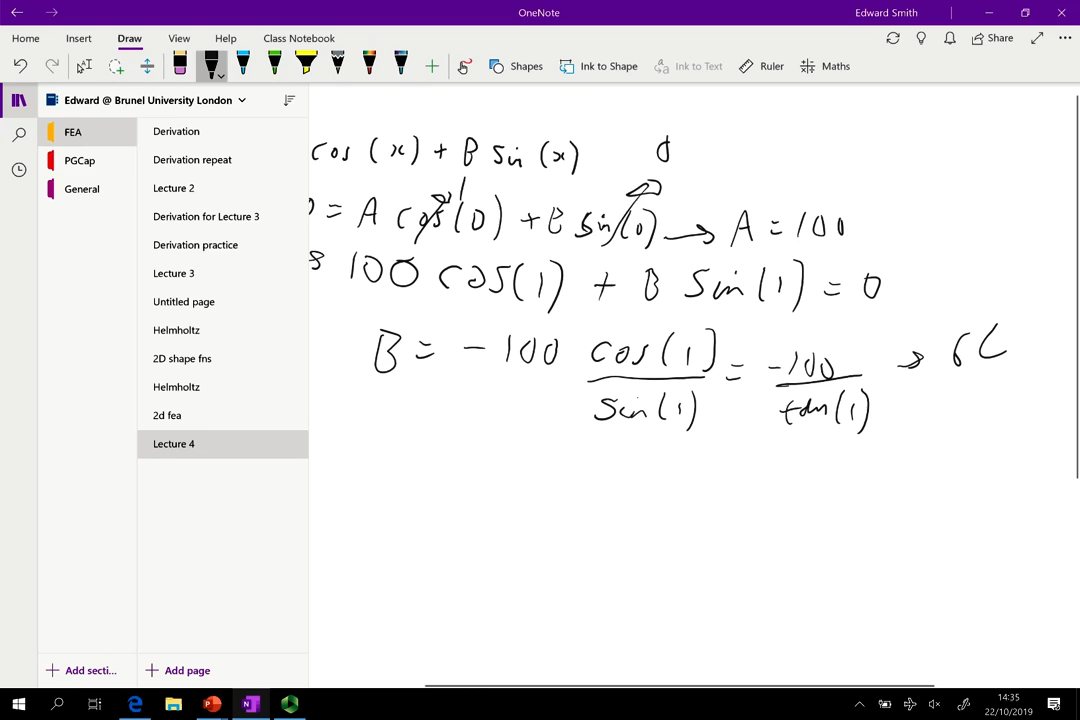 OneNote
Edward Smith
Home Insert Draw View Help Class Notebook
Share
Shapes Ink to Shape Ink to Text Ruler Maths
Edward @ Brunel University London
FEA
PGCap
General
Derivation
Derivation repeat
Lecture 2
Derivation for Lecture 3
Derivation practice
Lecture 3
Untitled page
Helmholtz
2D shape fns
Helmholtz
2d fea
Lecture 4
cos (x) + B sin (x)
= A cos(0) + B sin(0) → A = 100
100 cos(1) + B sin(1) = 0
B = - 100 cos(1)/sin(1) = -100/tan(1) → 6
Add secti...
Add page
14:35
22/10/2019